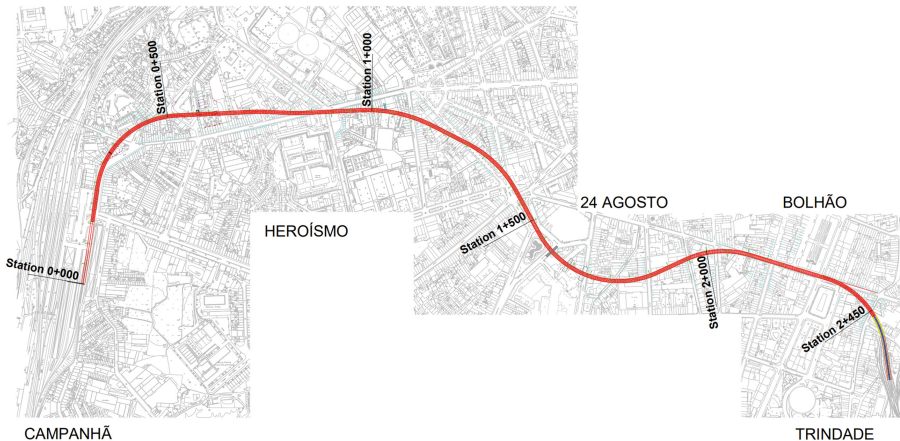 Station 0+500
Station 1+000
24 AGOSTO
BOLHÃO
HEROÍSMO
Station 1+500
Station 0+000
Station 2+000
Station 2+450
CAMPANHÃ
TRINDADE